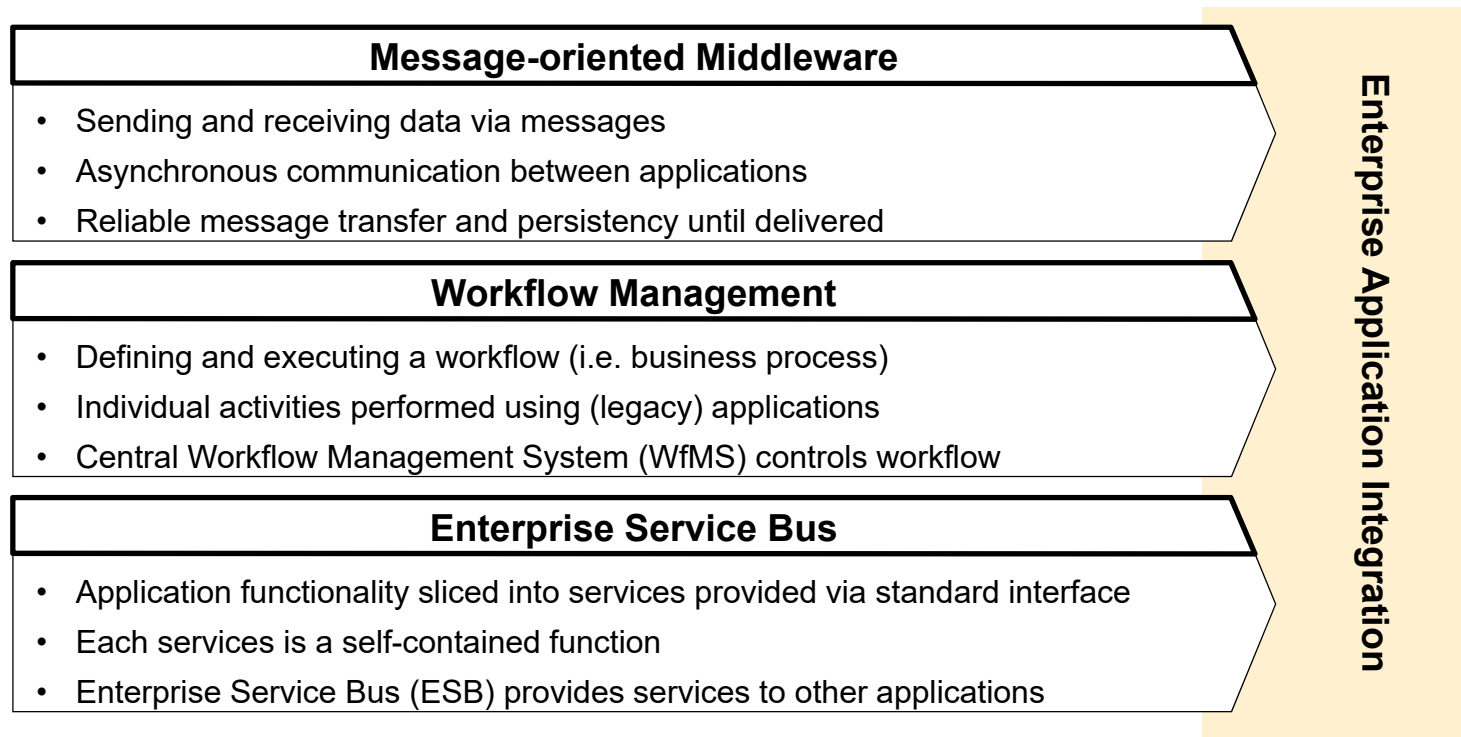 Message-oriented Middleware
• Sending and receiving data via messages
• Asynchronous communication between applications
• Reliable message transfer and persistency until delivered
Workflow Management
• Defining and executing a workflow (i.e. business process)
• Individual activities performed using (legacy) applications
• Central Workflow Management System (WfMS) controls workflow
Enterprise Service Bus
• Application functionality sliced into services provided via standard interface
• Each services is a self-contained function
• Enterprise Service Bus (ESB) provides services to other applications
Enterprise Application Integration